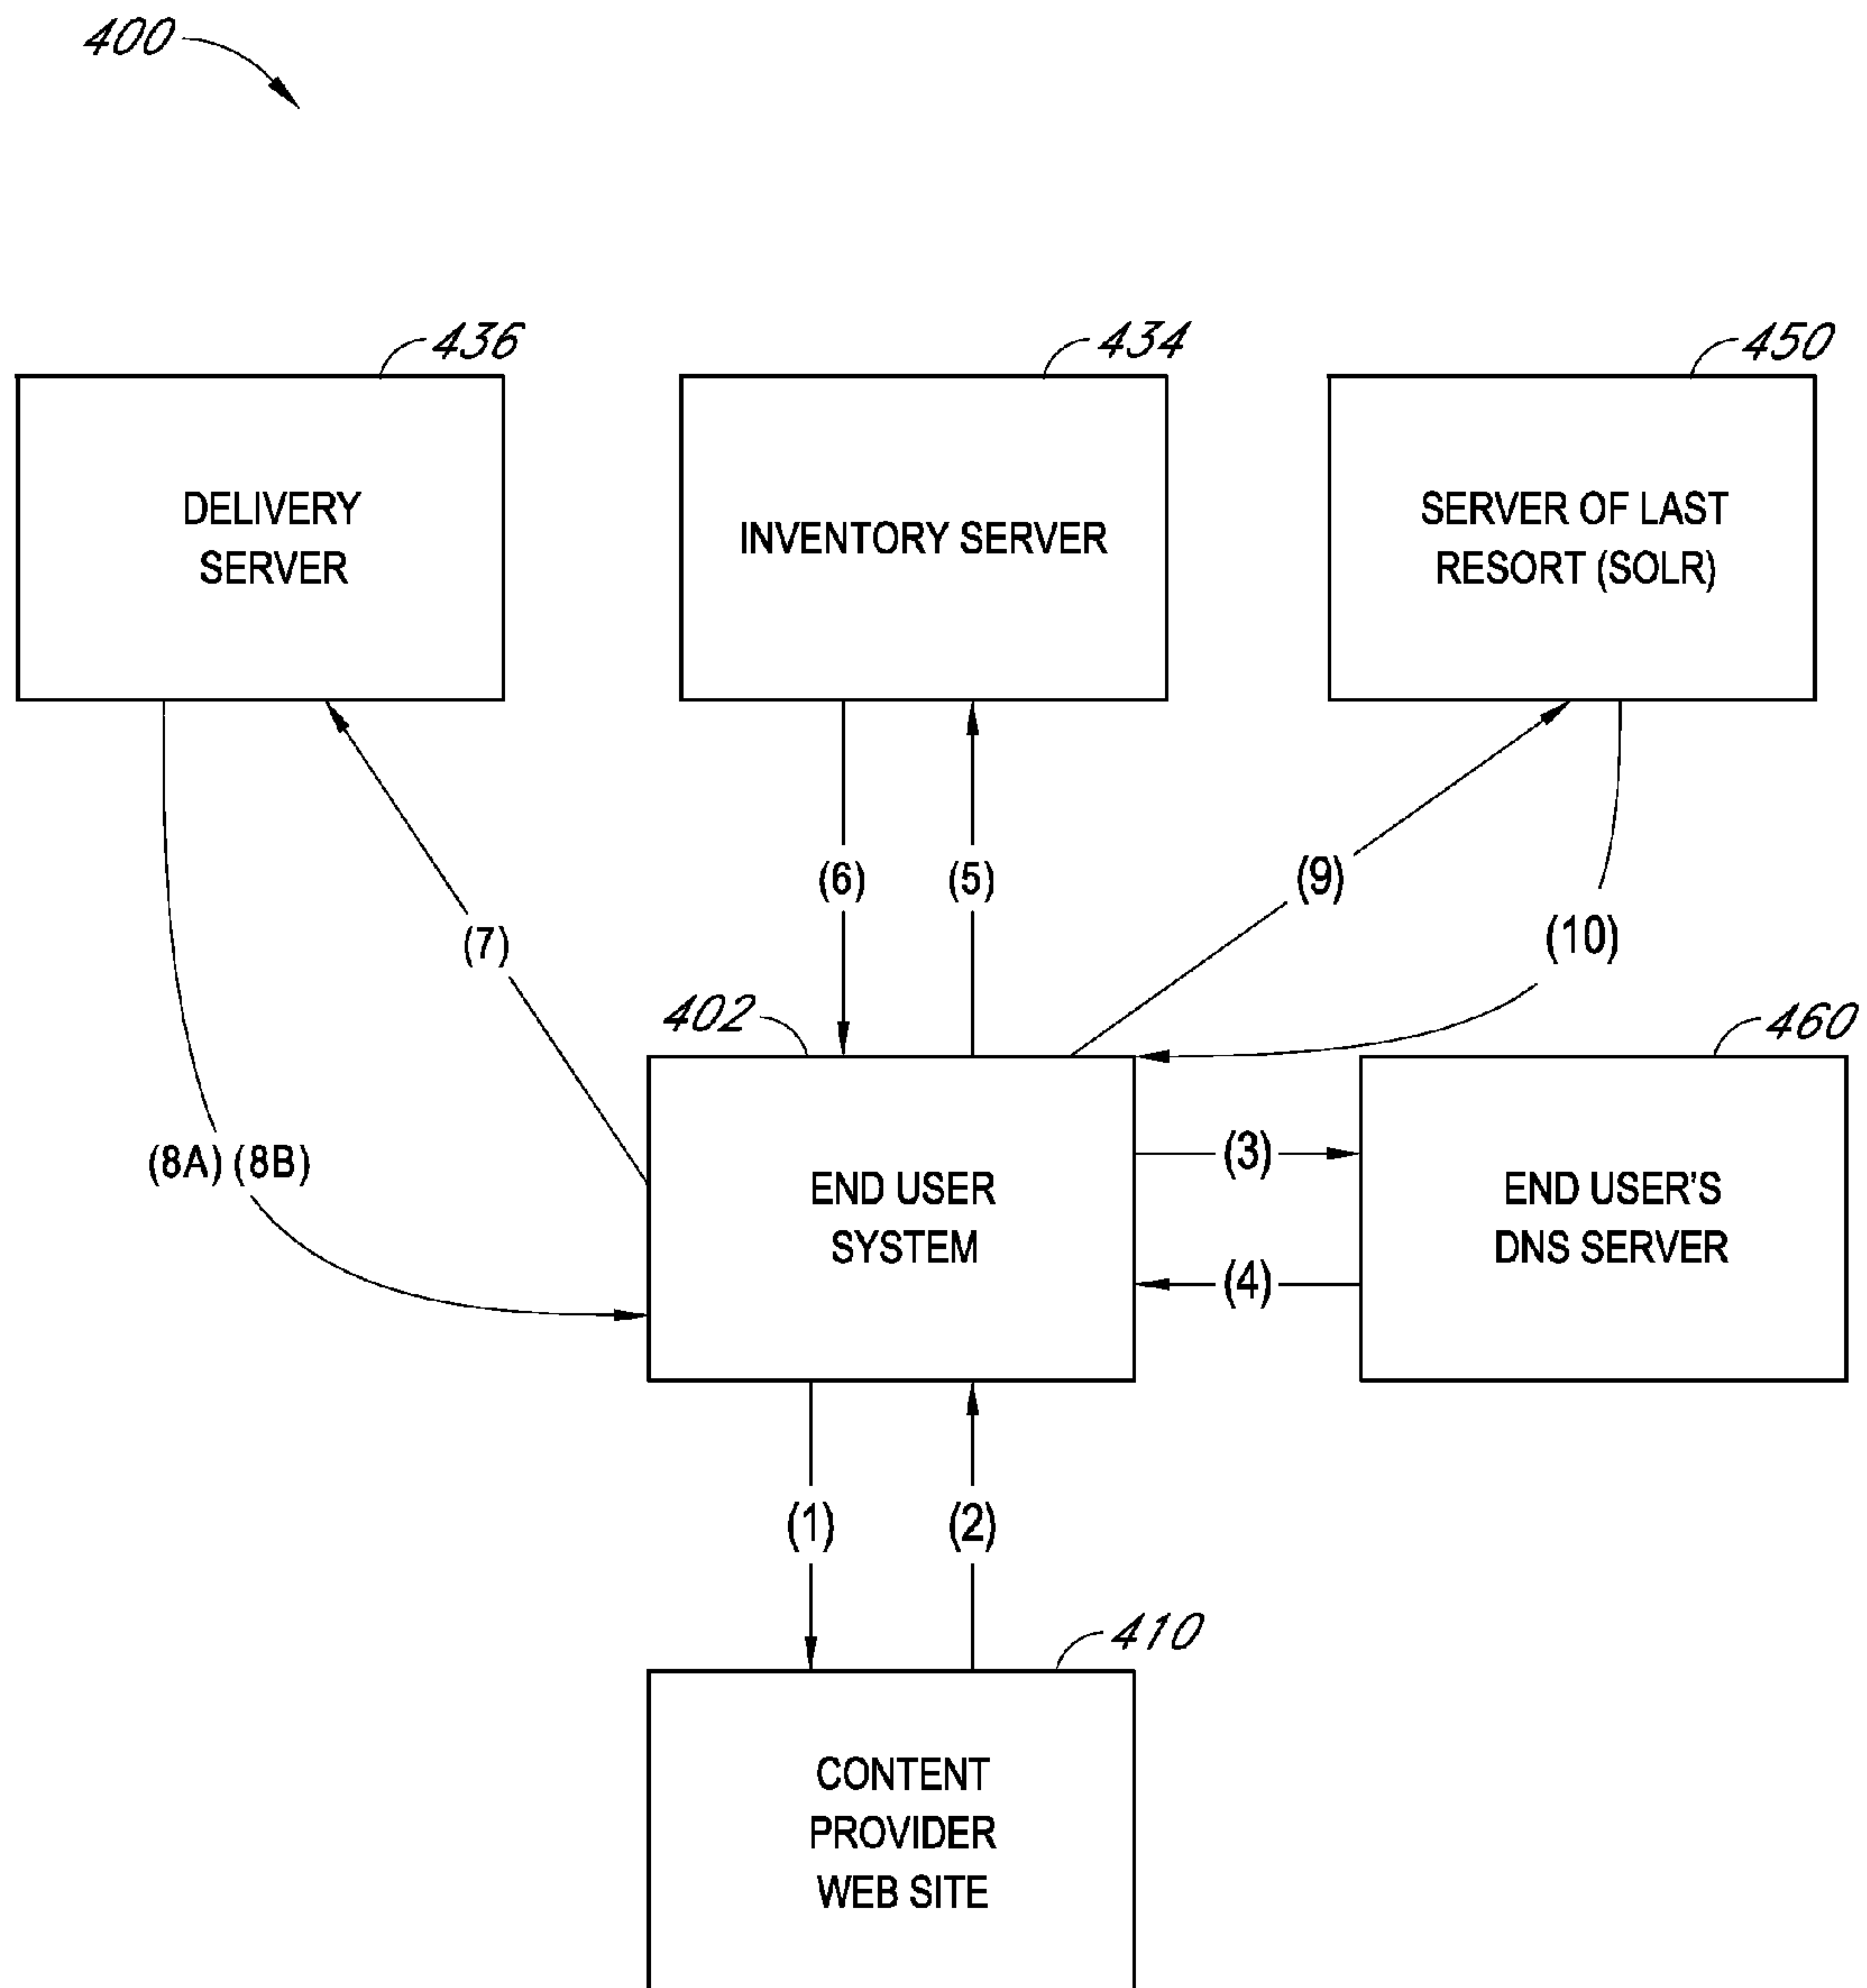 400
436
434
450
DELIVERY
SERVER
INVENTORY SERVER
SERVER OF LAST
RESORT (SOLR)
(6)
(5)
(9)
(7)
(10)
402
460
(8A) (8B)
(3)
END USER
SYSTEM
END USER'S
DNS SERVER
(4)
(1)
(2)
410
CONTENT
PROVIDER
WEB SITE